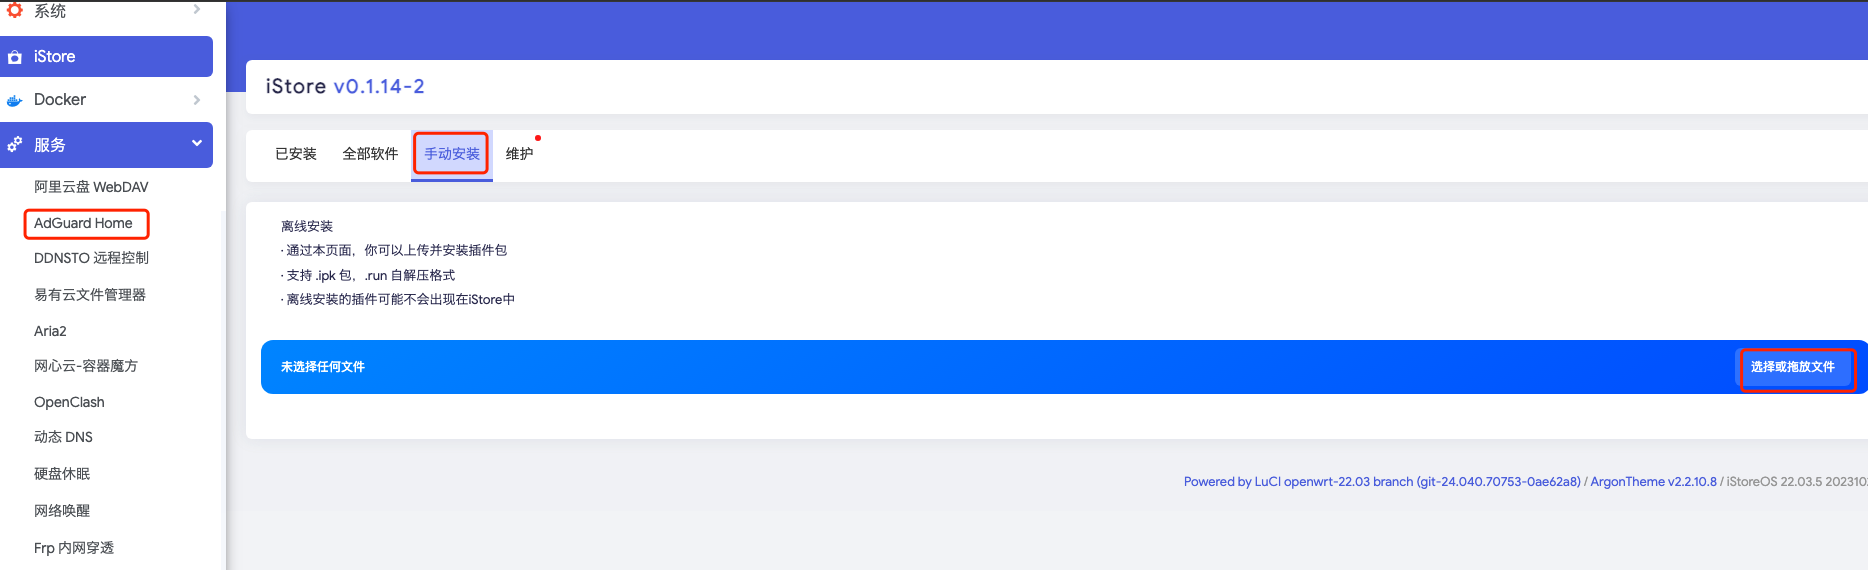 系统
iStore
Docker
服务
阿里云盘 WebDAV
AdGuard Home
DDNSTO 远程控制
易有云文件管理器
Aria2
网心云-容器魔方
OpenClash
动态 DNS
硬盘休眠
网络唤醒
Frp 内网穿透
iStore v0.1.14-2
已安装 全部软件 手动安装 维护
离线安装
· 通过本页面，你可以上传并安装插件包
· 支持 .ipk 包，.run 自解压格式
· 离线安装的插件可能不会出现在iStore中
未选择任何文件 选择或拖放文件
Powered by LuCI openwrt-22.03 branch (git-24.040.70753-0ae62a8) / ArgonTheme v2.2.10.8 / iStoreOS 22.03.5 202310